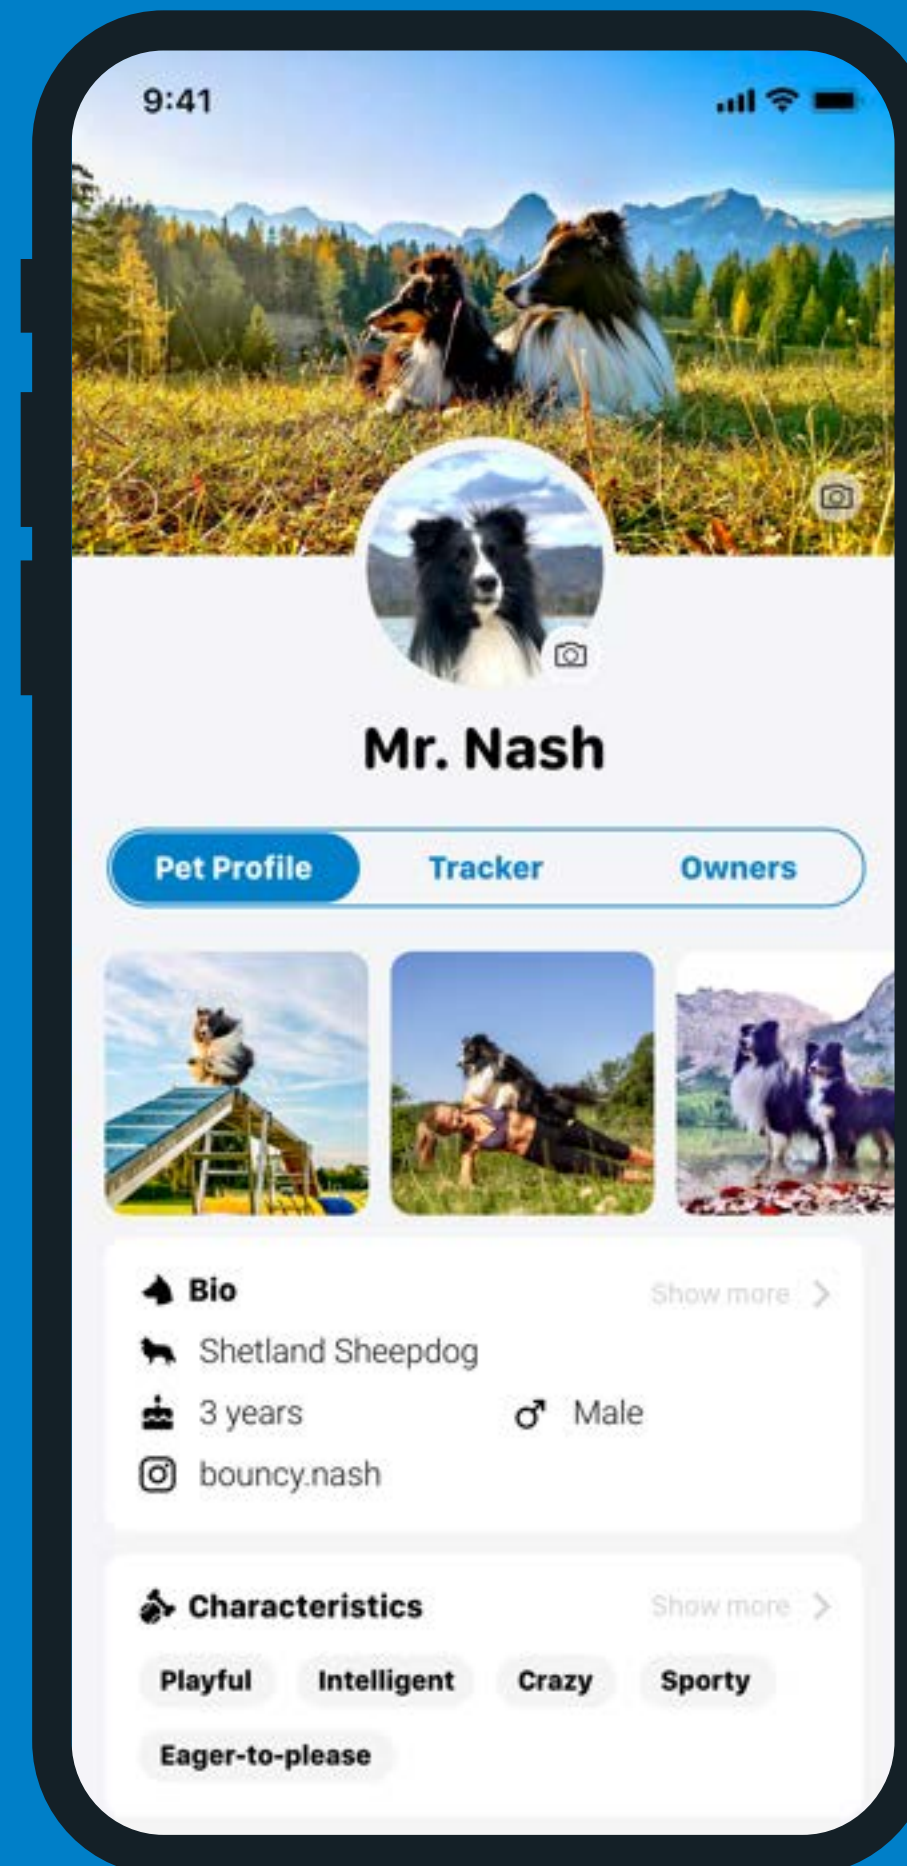 9:41
Mr. Nash
Pet Profile Tracker Owners
Bio Show more
Shetland Sheepdog
3 years Male
bouncy.nash
Characteristics Show more
Playful Intelligent Crazy Sporty
Eager-to-please